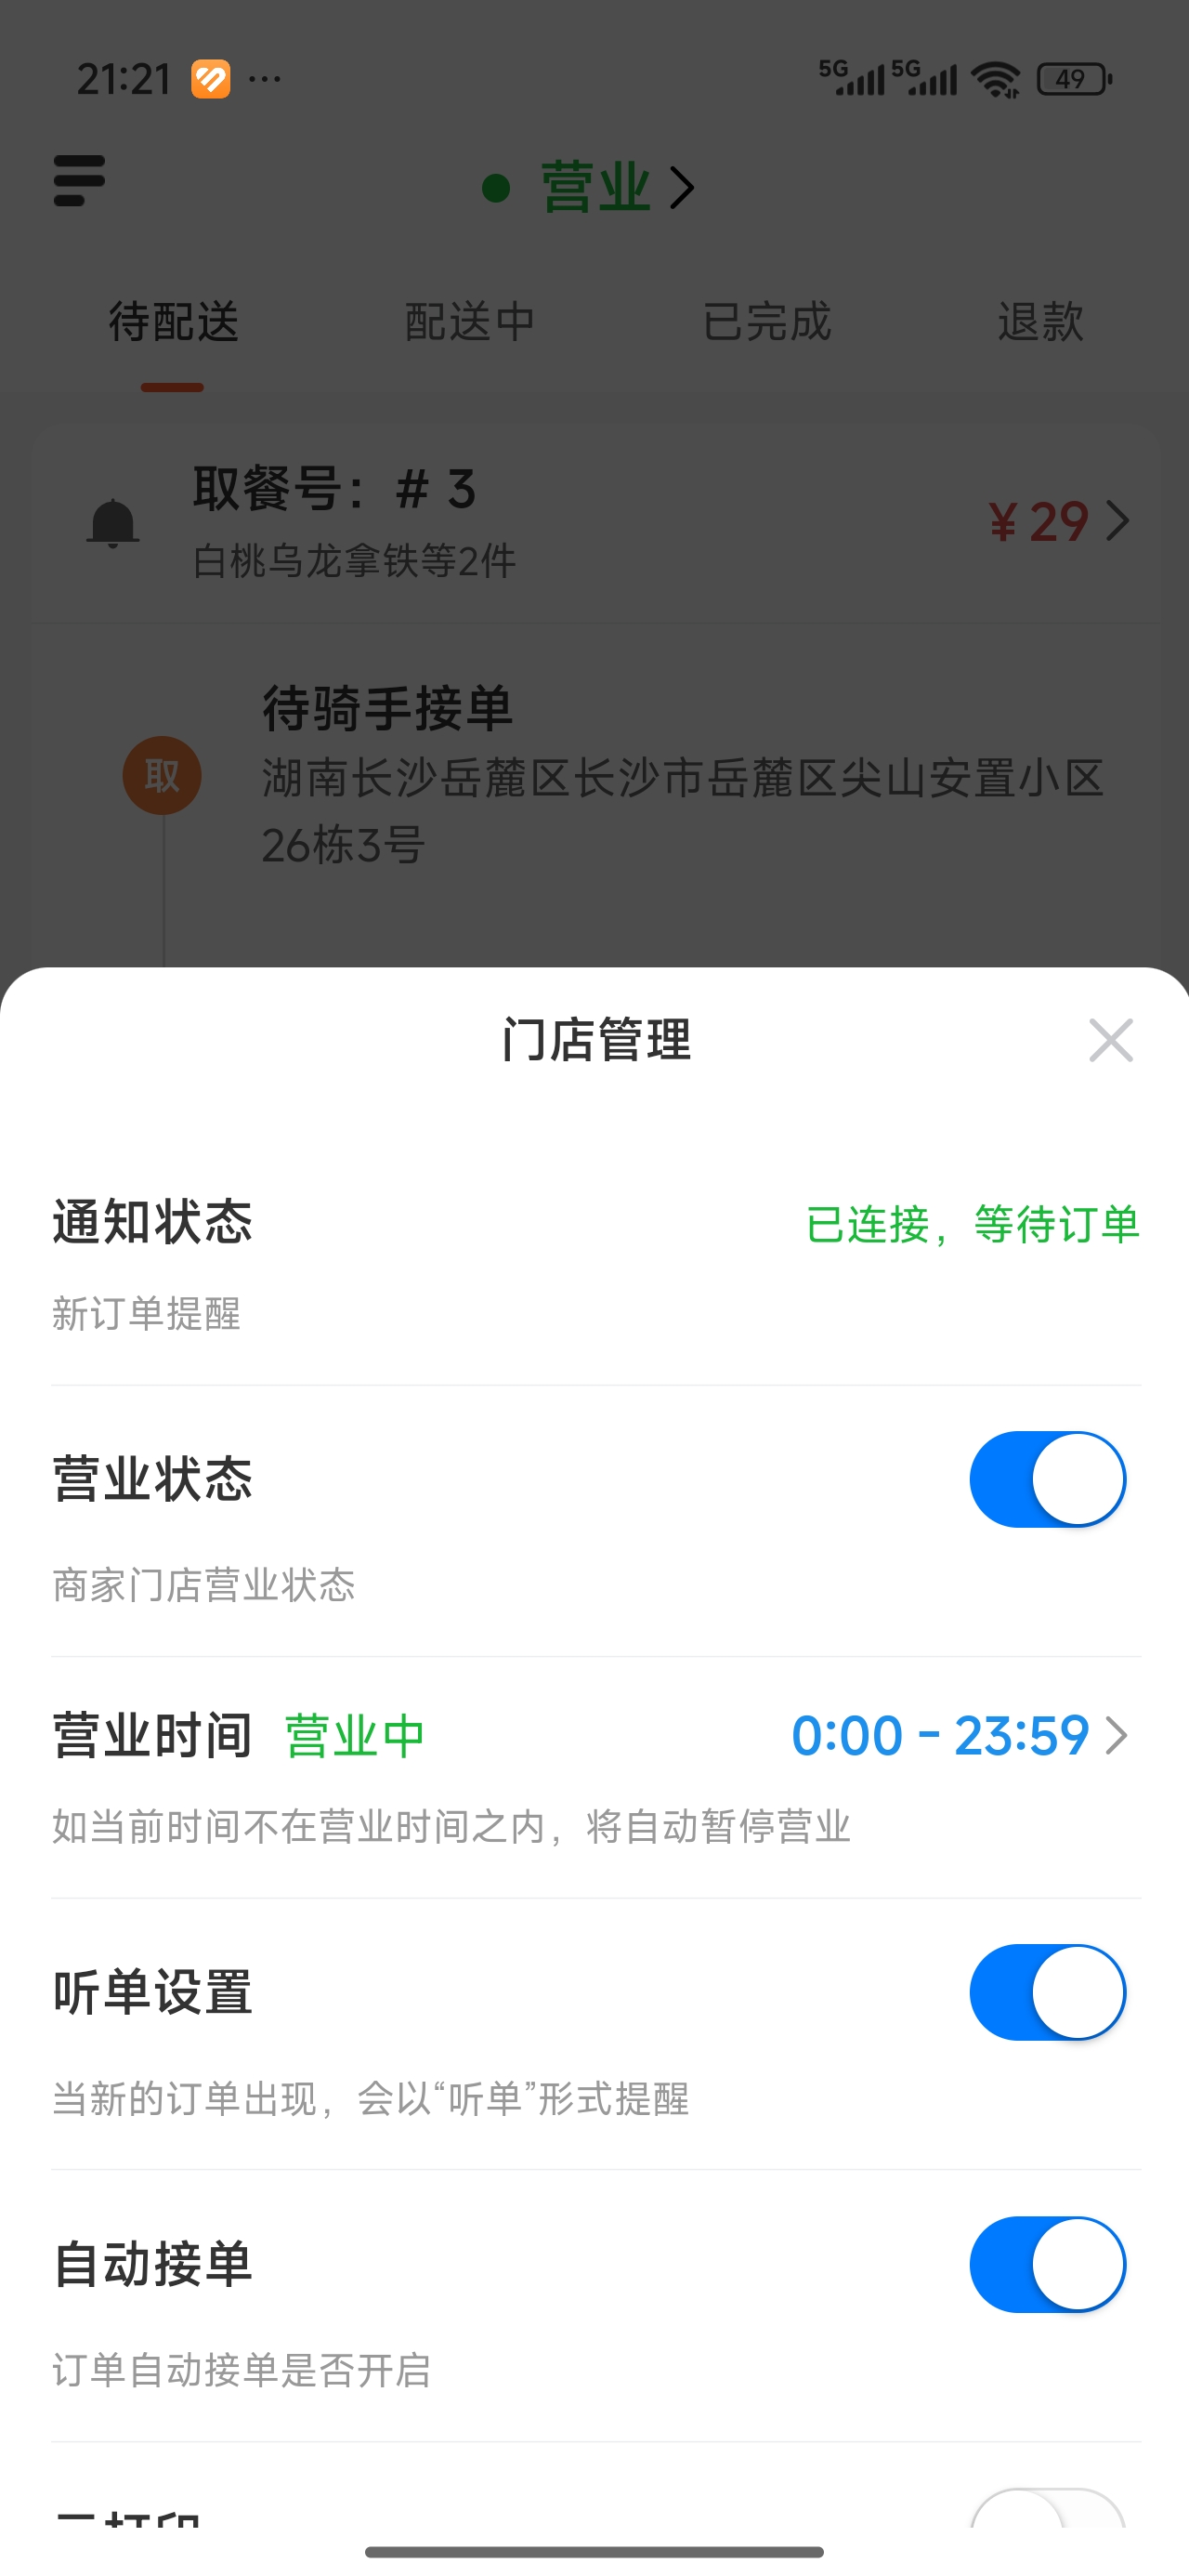 21:21 ··· 5G 5G 49
营业
待配送 配送中 已完成 退款
取餐号：# 3
¥ 29
白桃乌龙拿铁等2件
待骑手接单
取
湖南长沙岳麓区长沙市岳麓区尖山安置小区
26栋3号
门店管理
通知状态 已连接，等待订单
新订单提醒
营业状态
商家门店营业状态
营业时间 营业中 0:00 - 23:59
如当前时间不在营业时间之内，将自动暂停营业
听单设置
当新的订单出现，会以“听单”形式提醒
自动接单
订单自动接单是否开启